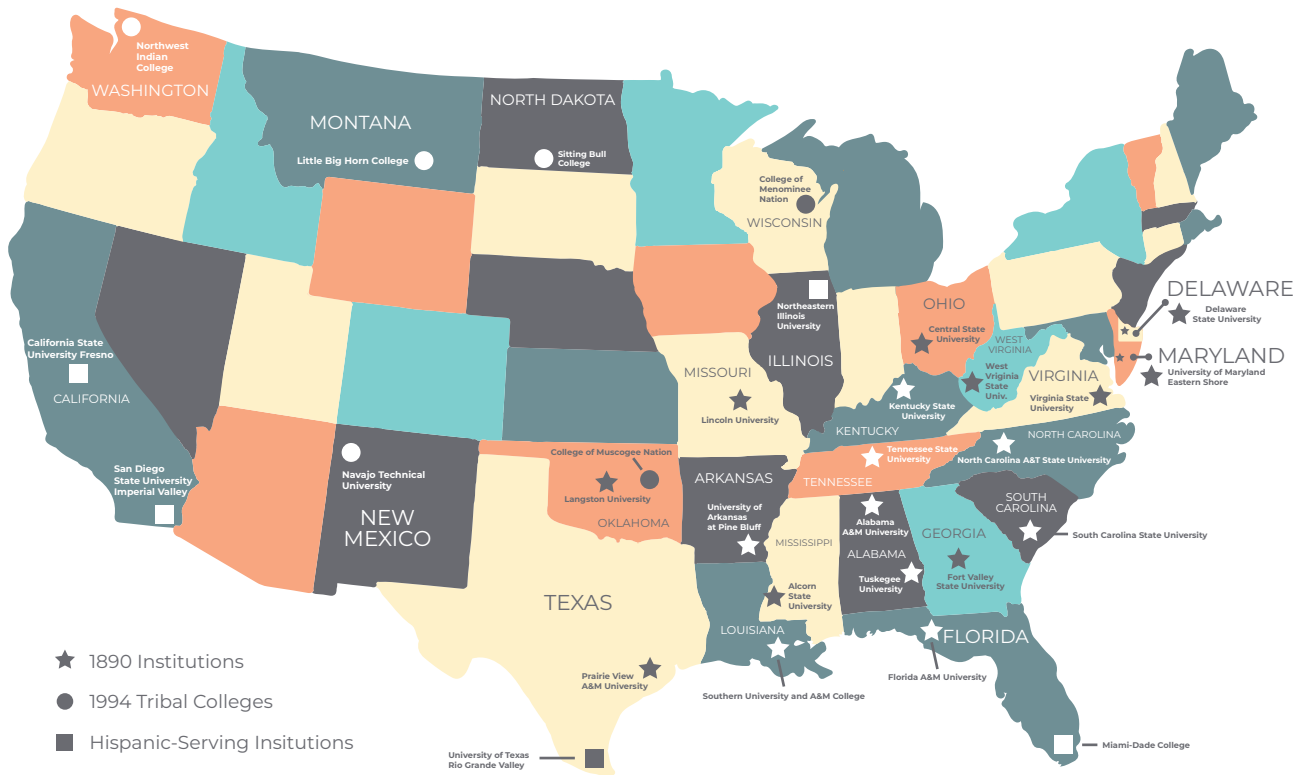 Northwest
Indian
College
WASHINGTON
MONTANA
Little Big Horn College
NORTH DAKOTA
Sitting Bull
College
College of
Menominee
Nation
WISCONSIN
Northeastern
Illinois
University
ILLINOIS
OHIO
Central State
University
DELAWARE
Delaware
State University
MARYLAND
University of Maryland
Eastern Shore
WEST
VIRGINIA
West
Vriginia
State
Univ.
VIRGINIA
Virginia State
University
California State
University Fresno
CALIFORNIA
San Diego
State University
Imperial Valley
MISSOURI
Lincoln University
Kentucky State
University
KENTUCKY
NORTH CAROLINA
North Carolina A&T State University
Tennessee State
University
TENNESSEE
Navajo Technical
University
NEW
MEXICO
College of Muscogee Nation
Langston University
OKLAHOMA
ARKANSAS
University of
Arkansas
at Pine Bluff
MISSISSIPPI
Alcorn
State
University
Alabama
A&M University
ALABAMA
Tuskegee
University
GEORGIA
Fort Valley
State University
SOUTH
CAROLINA
South Carolina State University
TEXAS
Prairie View
A&M University
University of Texas
Rio Grande Valley
LOUISIANA
Southern University and A&M College
FLORIDA
Florida A&M University
Miami-Dade College
1890 Institutions
1994 Tribal Colleges
Hispanic-Serving Insitutions